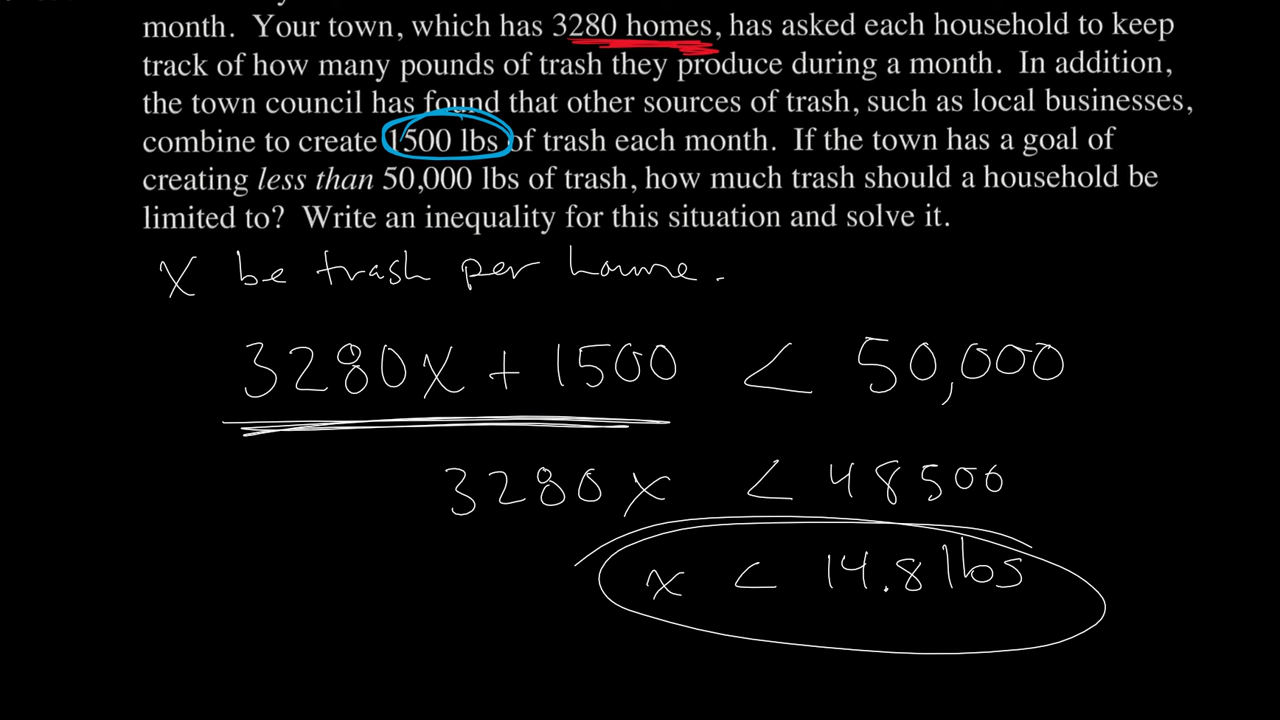 month. Your town, which has 3280 homes, has asked each household to keep
track of how many pounds of trash they produce during a month. In addition,
the town council has found that other sources of trash, such as local businesses,
combine to create 1500 lbs of trash each month. If the town has a goal of
creating less than 50,000 lbs of trash, how much trash should a household be
limited to? Write an inequality for this situation and solve it.
x be trash per home.
3280x + 1500 < 50,000
3280x < 48500
x < 14.8 lbs